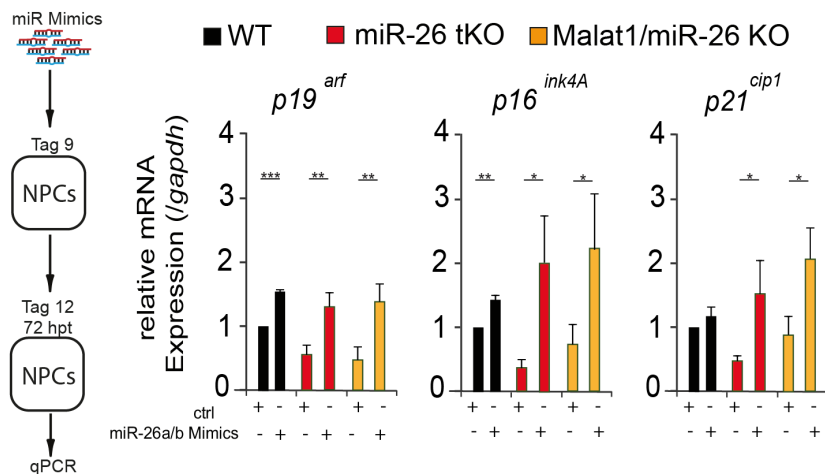 miR Mimics
WT miR-26 tKO Malat1/miR-26 KO
Tag 9
NPCs
Tag 12
72 hpt
NPCs
qPCR
relative mRNA
Expression (/gapdh)
p19 arf
4
3
2
1
0
*** ** **
p16 ink4A
4
3
2
1
0
** * *
p21 cip1
4
3
2
1
0
* *
ctrl + - + - + - + - + - + - + - + - + -
miR-26a/b Mimics - + - + - + - + - + - + - + - + - +